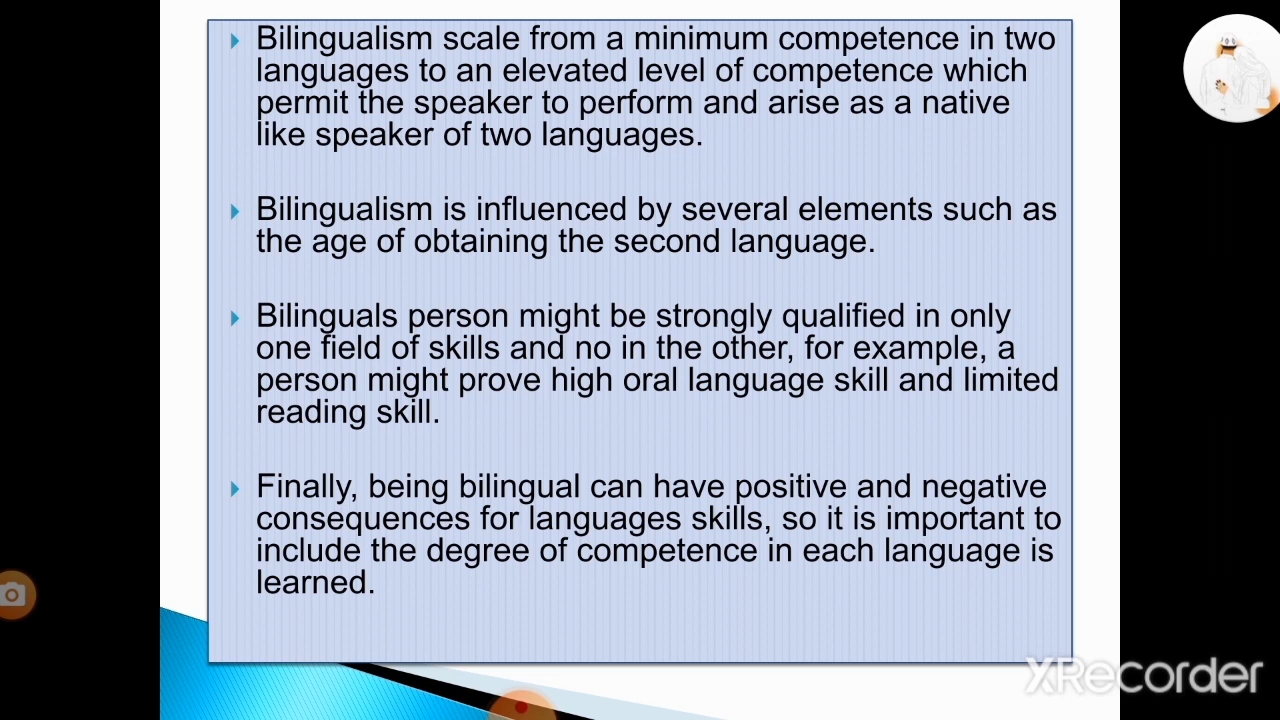 Bilingualism scale from a minimum competence in two
languages to an elevated level of competence which
permit the speaker to perform and arise as a native
like speaker of two languages.
Bilingualism is influenced by several elements such as
the age of obtaining the second language.
Bilinguals person might be strongly qualified in only
one field of skills and no in the other, for example, a
person might prove high oral language skill and limited
reading skill.
Finally, being bilingual can have positive and negative
consequences for languages skills, so it is important to
include the degree of competence in each language is
learned.
XRecorder